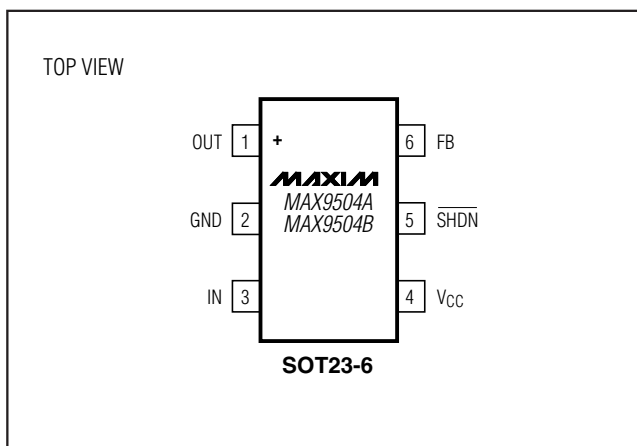 TOP VIEW
OUT 1 + 6 FB
MAXIM
MAX9504A
GND 2 MAX9504B 5 SHDN
IN 3 4 VCC
SOT23-6